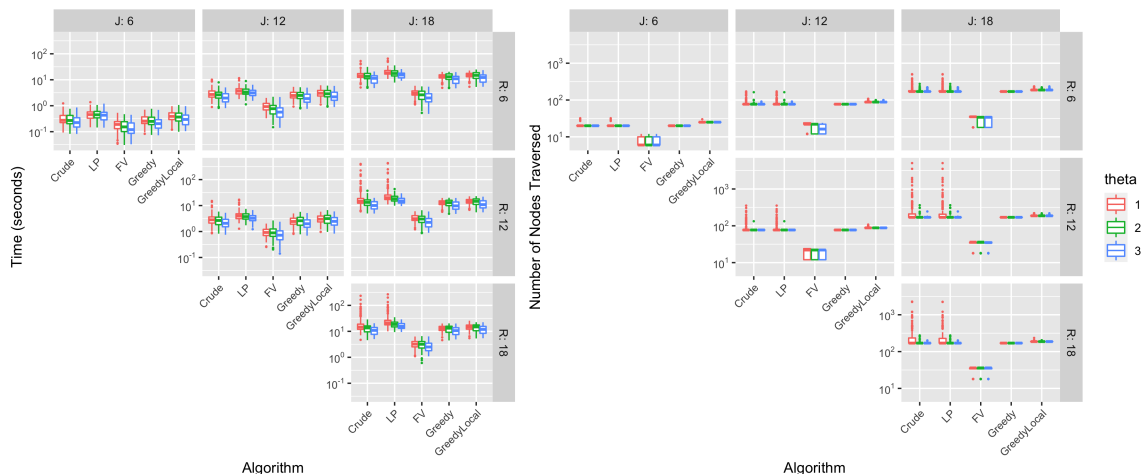 J: 6
J: 12
J: 18
R: 6
R: 12
R: 18
10²
10¹
10⁰
10⁻¹
10²
10¹
10⁰
10⁻¹
10²
10¹
10⁰
10⁻¹
Crude
LP
FV
Greedy
GreedyLocal
Crude
LP
FV
Greedy
GreedyLocal
Crude
LP
FV
Greedy
GreedyLocal
Time (seconds)
Algorithm
J: 6
J: 12
J: 18
R: 6
R: 12
R: 18
10³
10²
10¹
10³
10²
10¹
10³
10²
10¹
Crude
LP
FV
Greedy
GreedyLocal
Crude
LP
FV
Greedy
GreedyLocal
Crude
LP
FV
Greedy
GreedyLocal
Number of Nodes Traversed
Algorithm
theta
1
2
3